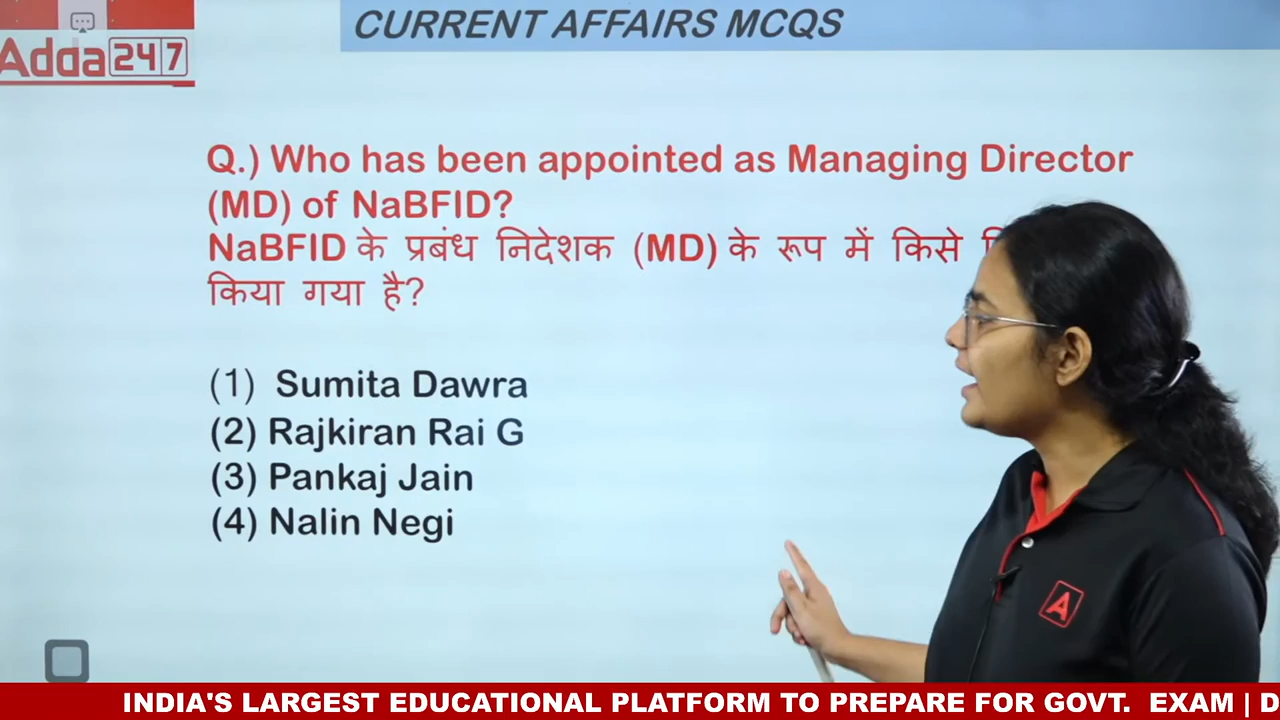 CURRENT AFFAIRS MCQS
Adda 247
Q.) Who has been appointed as Managing Director
(MD) of NaBFID?
NaBFID के प्रबंध निदेशक (MD) के रूप में किसे
किया गया है?
(1) Sumita Dawra
(2) Rajkiran Rai G
(3) Pankaj Jain
(4) Nalin Negi
A
INDIA'S LARGEST EDUCATIONAL PLATFORM TO PREPARE FOR GOVT. EXAM | D